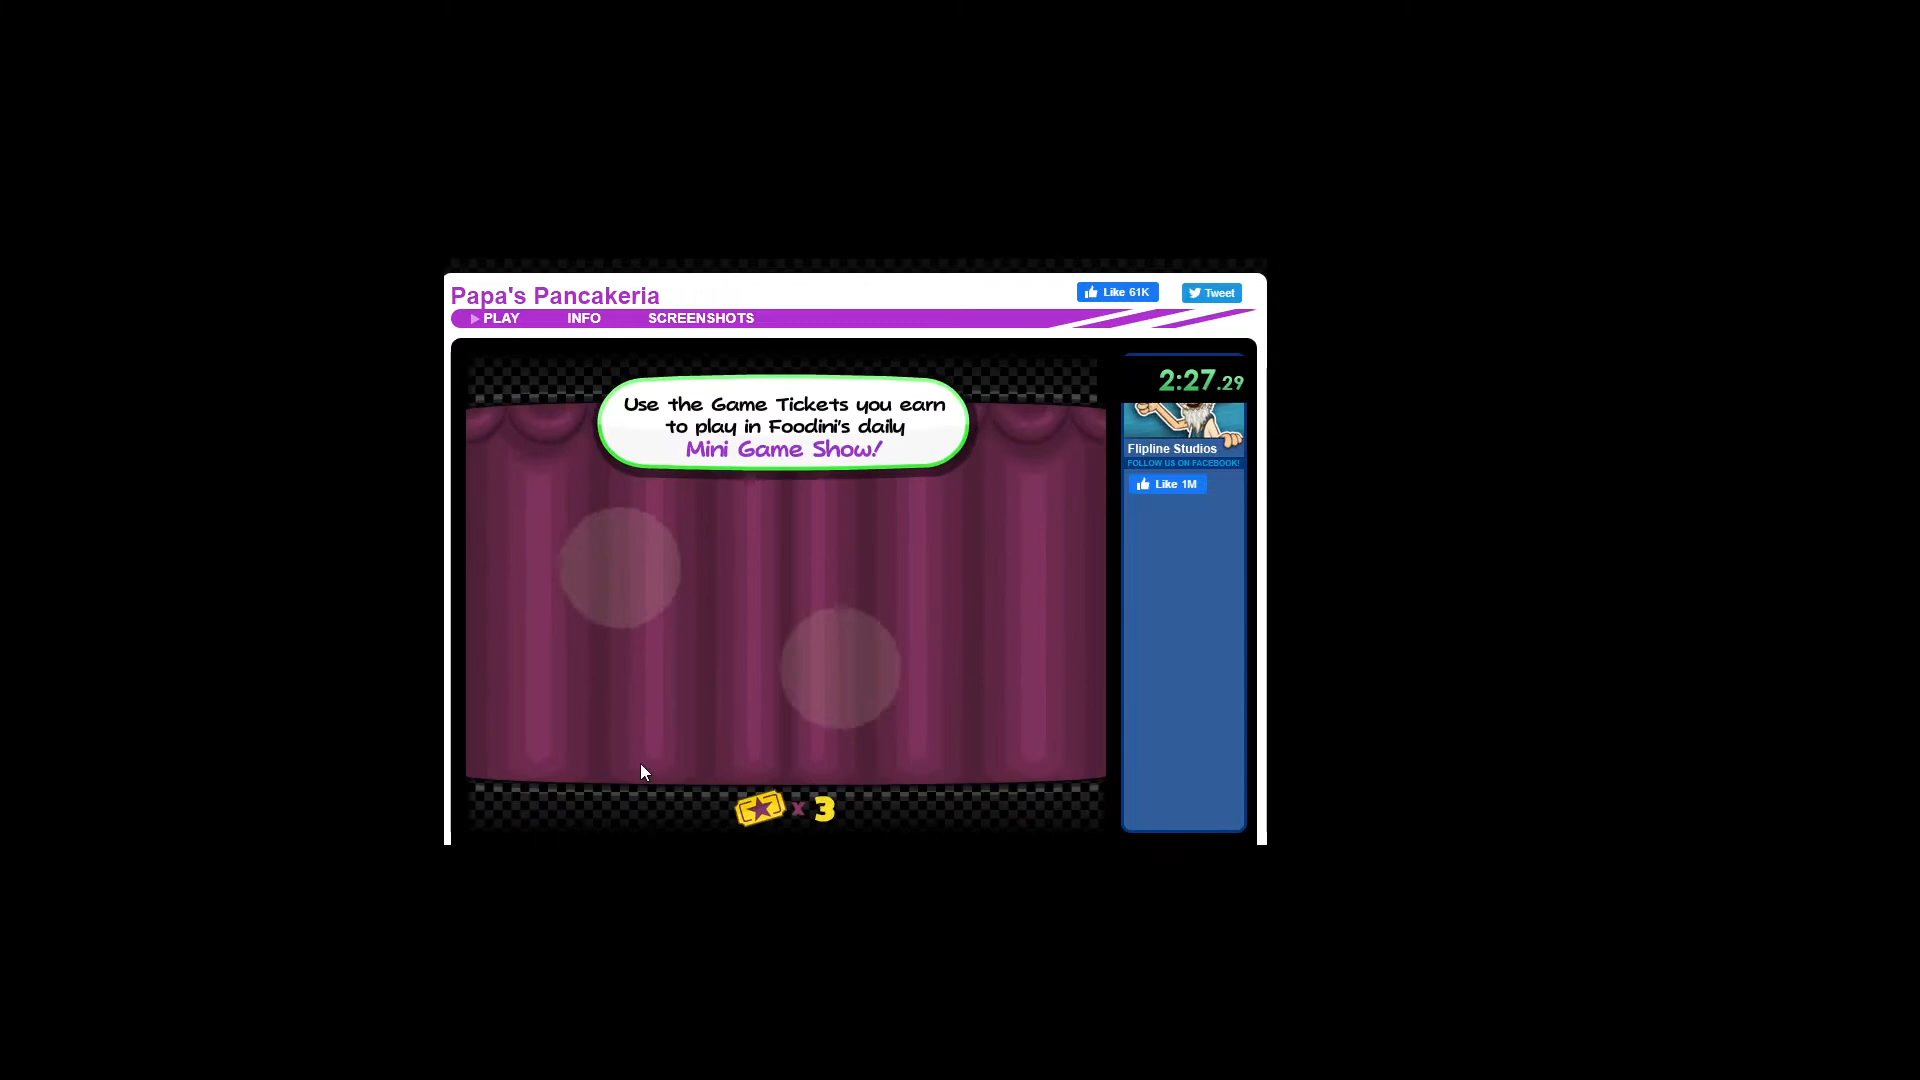 Papa's Pancakeria
Like 61K
Tweet
PLAY
INFO
SCREENSHOTS
Use the Game Tickets you earn
to play in Foodini's daily
Mini Game Show!
2:27.29
Flipline Studios
FOLLOW US ON FACEBOOK!
Like 1M
x 3